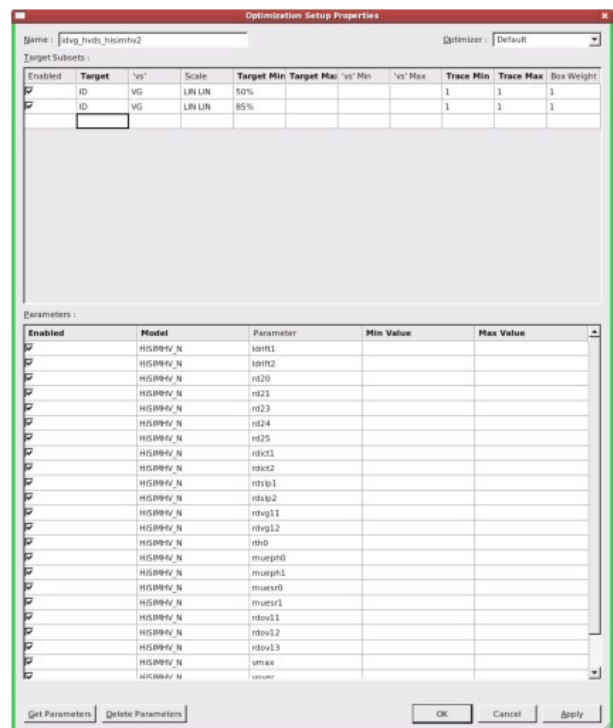 Optimization Setup Properties
Name : idvg_hvds_hisimhv2 Optimizer : Default
Target Subsets :
Enabled Target 'vs' Scale Target Min Target Max 'vs' Min 'vs' Max Trace Min Trace Max Box Weight
ID VG LIN LIN 50% 1 1 1
ID VG LIN LIN 85% 1 1 1
Parameters :
Enabled Model Parameter Min Value Max Value
HISIMHV_N ldrift1
HISIMHV_N ldrift2
HISIMHV_N rd20
HISIMHV_N rd21
HISIMHV_N rd23
HISIMHV_N rd24
HISIMHV_N rd25
HISIMHV_N rdict1
HISIMHV_N rdict2
HISIMHV_N rdslp1
HISIMHV_N rdslp2
HISIMHV_N rdvg11
HISIMHV_N rdvg12
HISIMHV_N rth0
HISIMHV_N mueph0
HISIMHV_N mueph1
HISIMHV_N muesr0
HISIMHV_N muesr1
HISIMHV_N rdov11
HISIMHV_N rdov12
HISIMHV_N rdov13
HISIMHV_N vmax
HISIMHV_N
Get Parameters Delete Parameters OK Cancel Apply